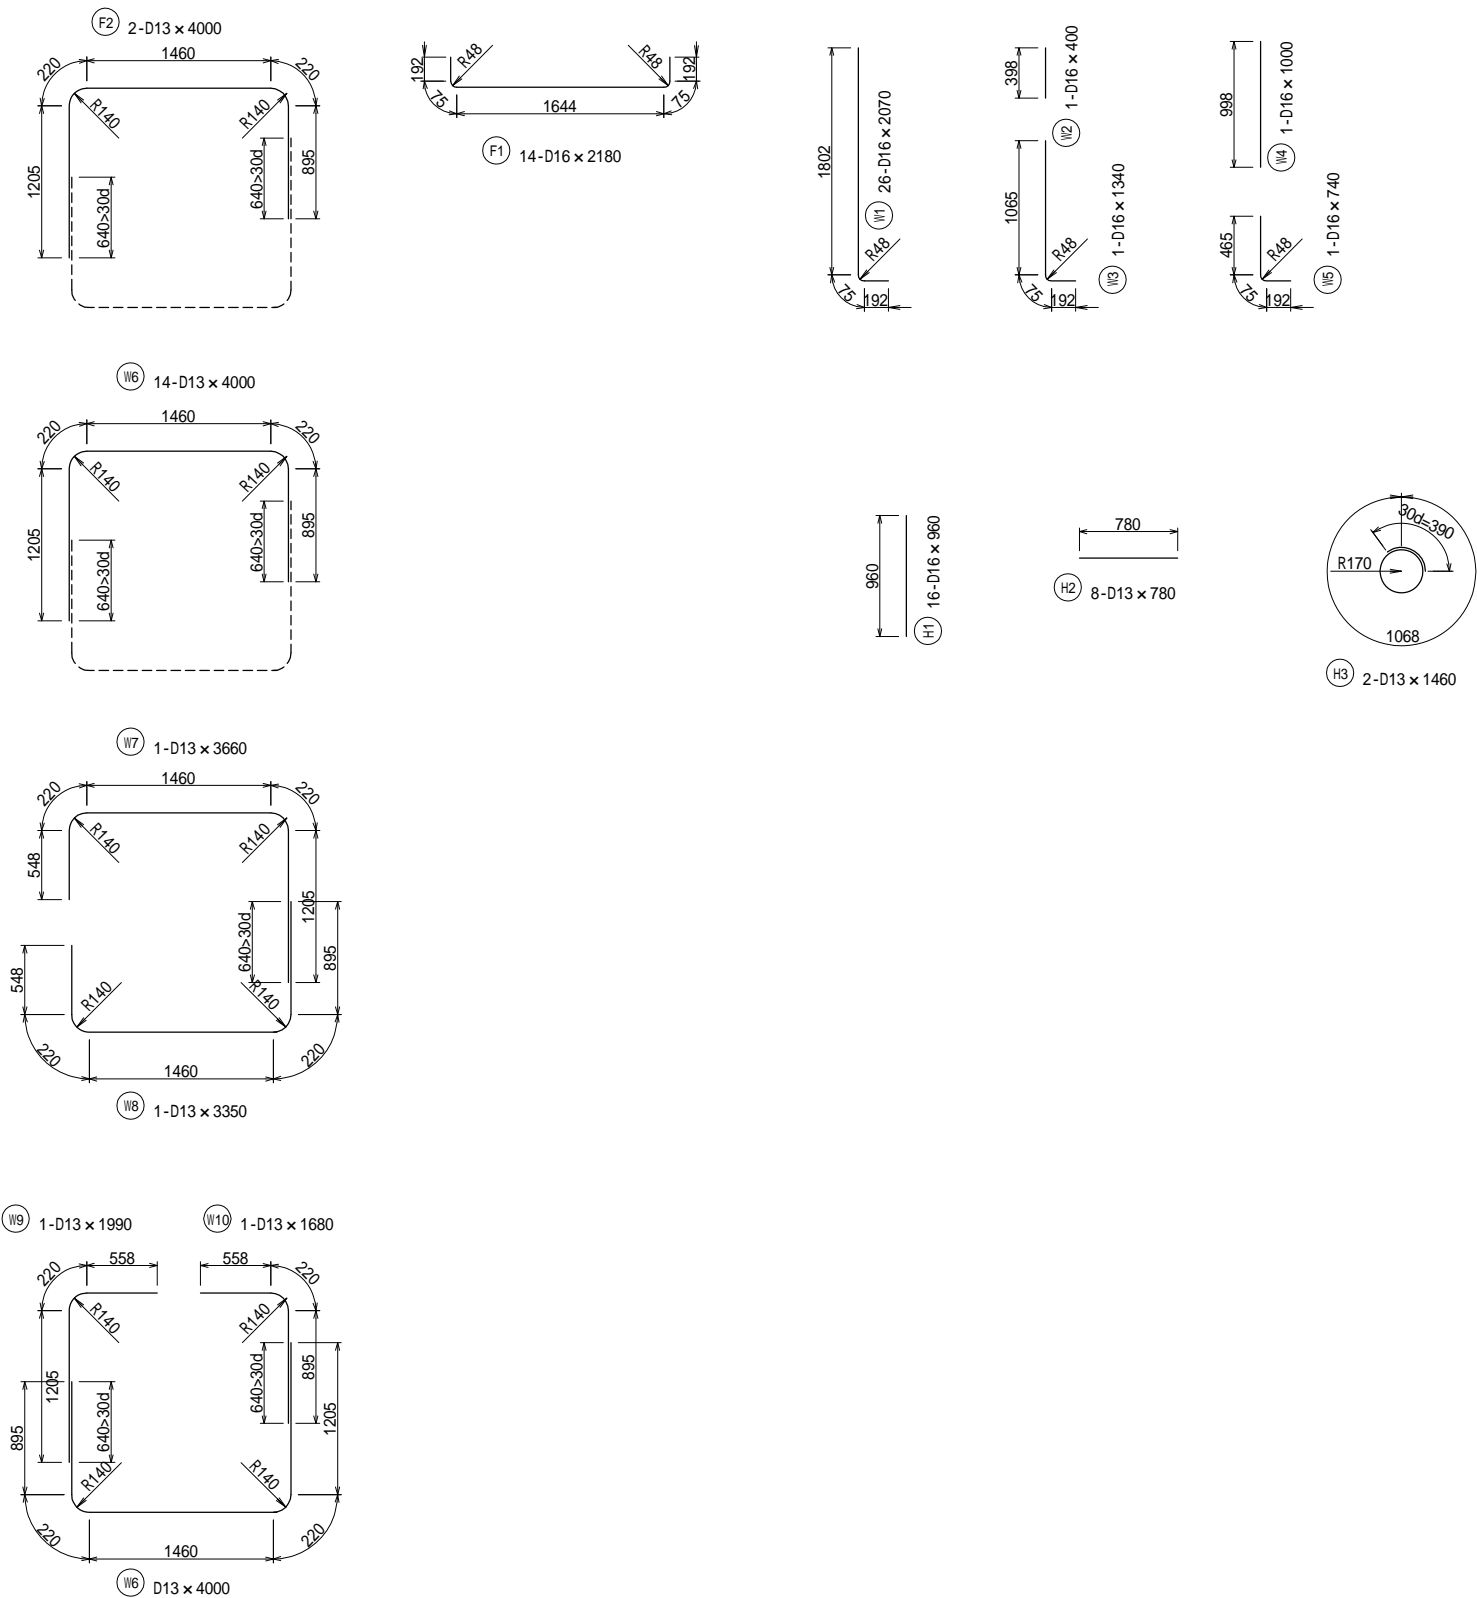 F2 2-D13×4000
1460
220
220
R140
R140
1205
640>30d
640>30d
895
192
R48
R48
192
75
1644
75
F1 14-D16×2180
1802
W1 26-D16×2070
R48
75
192
398
W2 1-D16×400
1065
R48
W3 1-D16×1340
75
192
998
W4 1-D16×1000
465
R48
W5 1-D16×740
75
192
W6 14-D13×4000
1460
220
220
R140
R140
1205
640>30d
640>30d
895
960
H1 16-D16×960
780
H2 8-D13×780
30d=390
R170
1068
H3 2-D13×1460
W7 1-D13×3660
1460
220
220
R140
R140
548
1205
640>30d
895
548
R140
R140
220
220
1460
W8 1-D13×3350
W9 1-D13×1990
W10 1-D13×1680
558
558
220
220
R140
R140
1205
640>30d
895
640>30d
895
1205
R140
R140
220
220
1460
W6 D13×4000